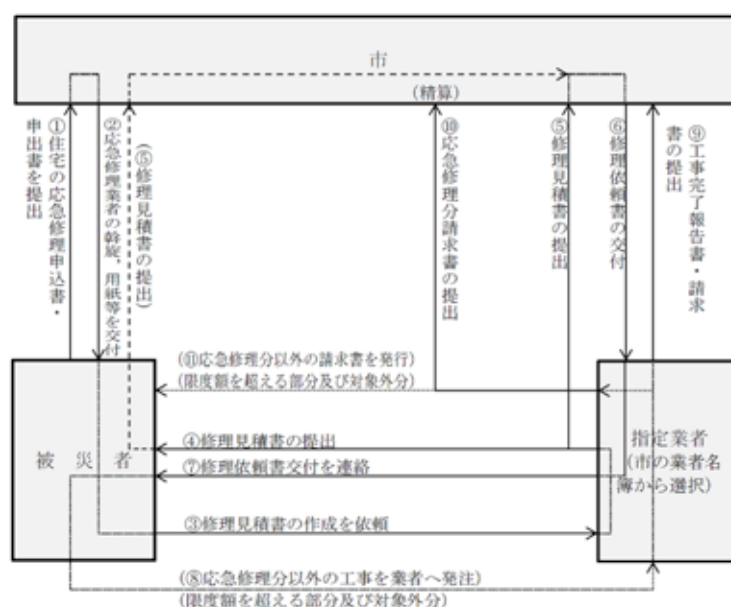 市
(精算)
①住宅の応急修理申込書・
申出書を提出
②応急修理業者の斡旋，用紙等を交付
(⑤修理見積書の提出)
⑩応急修理分請求書の提出
⑤修理見積書の提出
⑥修理依頼書の交付
⑨工事完了報告書・請求
書の提出
(⑪応急修理分以外の請求書を発行)
(限度額を超える部分及び対象外分)
④修理見積書の提出
⑦修理依頼書交付を連絡
③修理見積書の作成を依頼
被 災 者
指定業者
(市の業者名
簿から選択)
(⑧応急修理分以外の工事を業者へ発注)
(限度額を超える部分及び対象外分)